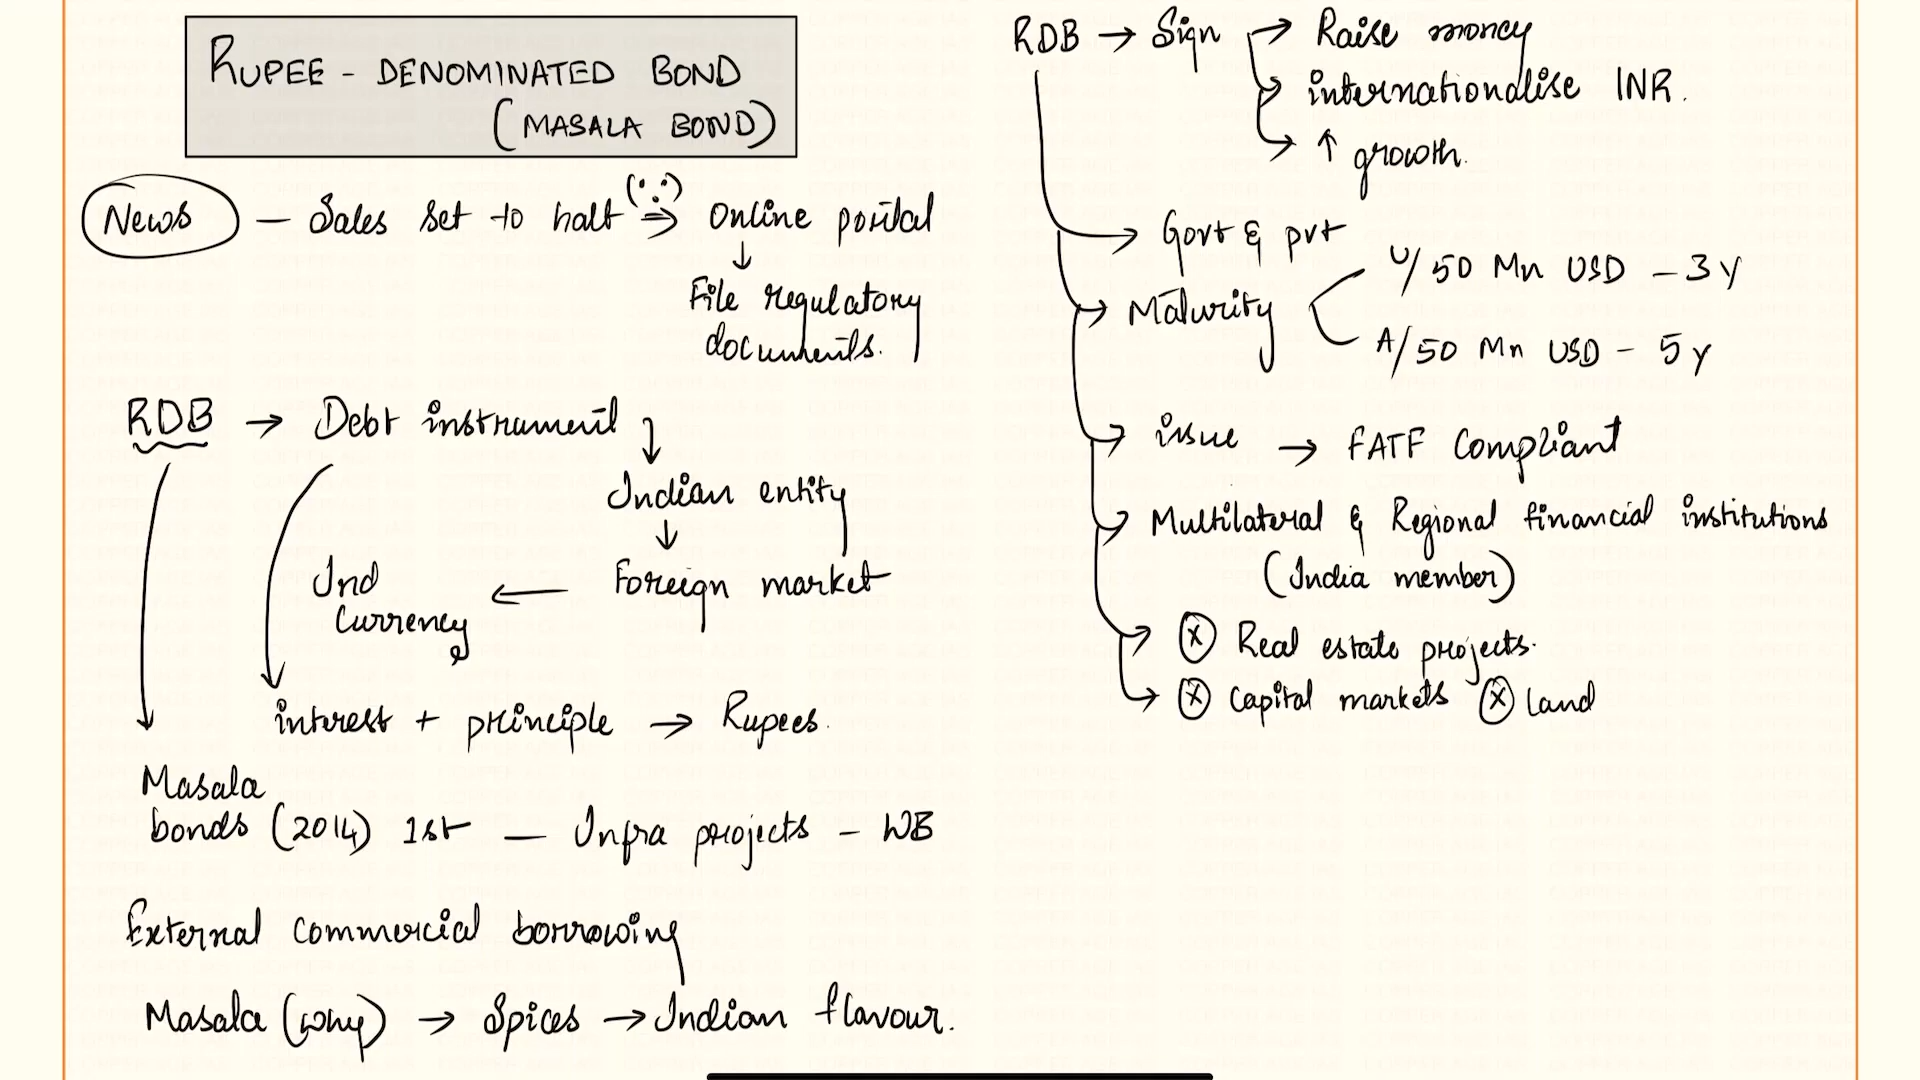 RUPEE - DENOMINATED BOND
(MASALA BOND)
News — Sales set to halt (∵) ⇒ Online portal
↓
File regulatory
documents.
RDB → Debt instrument
↓
Indian entity
↓
Ind ← Foreign market
Currency
interest + principle → Rupees.
Masala
bonds (2014) 1st — Infra projects - WB
External commercial borrowing
Masala (why) → Spices → Indian flavour.
RDB → Sign → Raise money
→ internationalise INR.
→ ↑ growth.
→ Govt & pvt
→ Maturity
U/50 Mn USD - 3 Y
A/50 Mn USD - 5 Y
→ issue → FATF Compliant
→ Multilateral & Regional financial institutions
(India member)
→ ⓧ Real estate projects.
→ ⓧ Capital markets ⓧ land